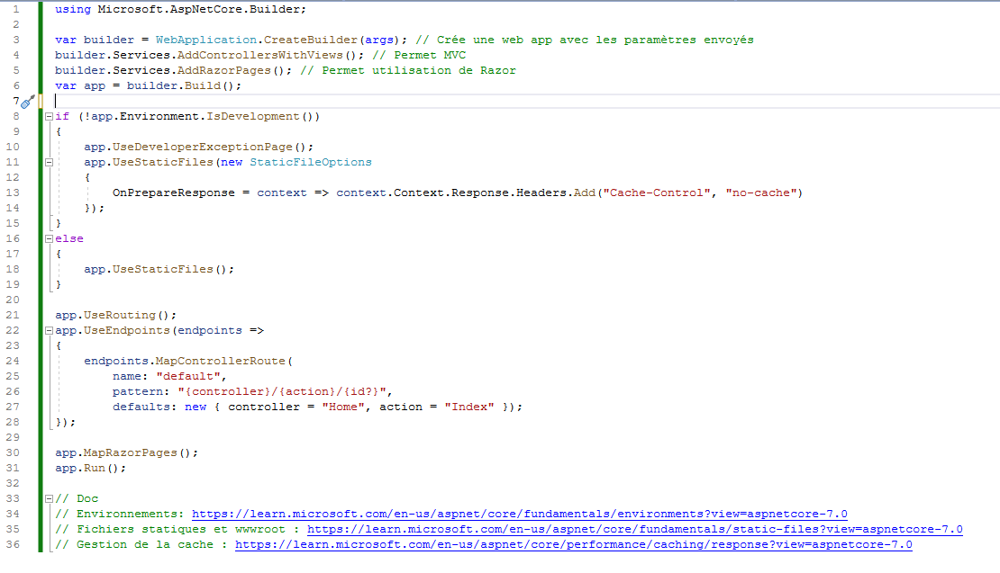 1 using Microsoft.AspNetCore.Builder;
2
3 var builder = WebApplication.CreateBuilder(args); // Crée une web app avec les paramètres envoyés
4 builder.Services.AddControllersWithViews(); // Permet MVC
5 builder.Services.AddRazorPages(); // Permet utilisation de Razor
6 var app = builder.Build();
7
8 if (!app.Environment.IsDevelopment())
9 {
10 app.UseDeveloperExceptionPage();
11 app.UseStaticFiles(new StaticFileOptions
12 {
13 OnPrepareResponse = context => context.Context.Response.Headers.Add("Cache-Control", "no-cache")
14 });
15 }
16 else
17 {
18 app.UseStaticFiles();
19 }
20
21 app.UseRouting();
22 app.UseEndpoints(endpoints =>
23 {
24 endpoints.MapControllerRoute(
25 name: "default",
26 pattern: "{controller}/{action}/{id?}",
27 defaults: new { controller = "Home", action = "Index" });
28 });
29
30 app.MapRazorPages();
31 app.Run();
32
33 // Doc
34 // Environnements: https://learn.microsoft.com/en-us/aspnet/core/fundamentals/environments?view=aspnetcore-7.0
35 // Fichiers statiques et wwwroot : https://learn.microsoft.com/en-us/aspnet/core/fundamentals/static-files?view=aspnetcore-7.0
36 // Gestion de la cache : https://learn.microsoft.com/en-us/aspnet/core/performance/caching/response?view=aspnetcore-7.0